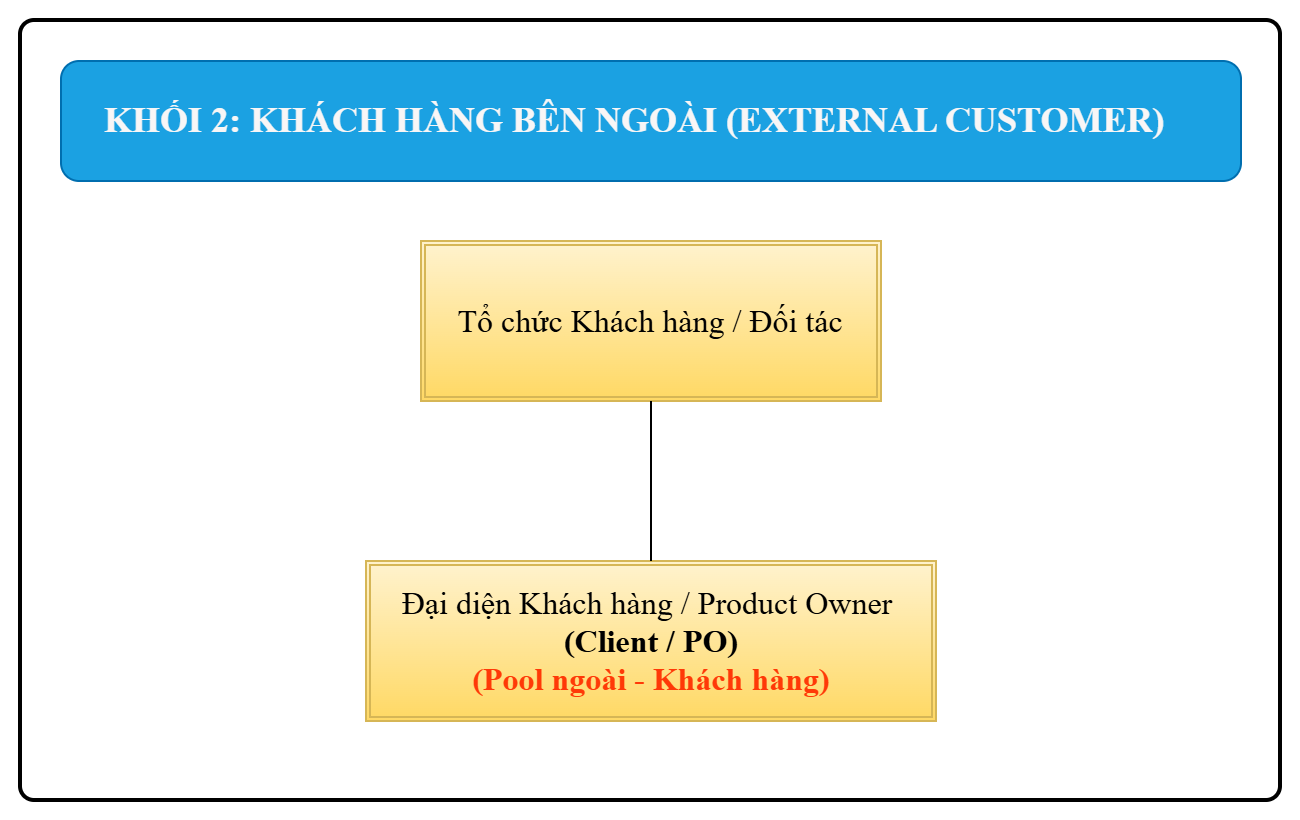 KHỐI 2: KHÁCH HÀNG BÊN NGOÀI (EXTERNAL CUSTOMER)
Tổ chức Khách hàng / Đối tác
Đại diện Khách hàng / Product Owner
(Client / PO)
(Pool ngoài - Khách hàng)